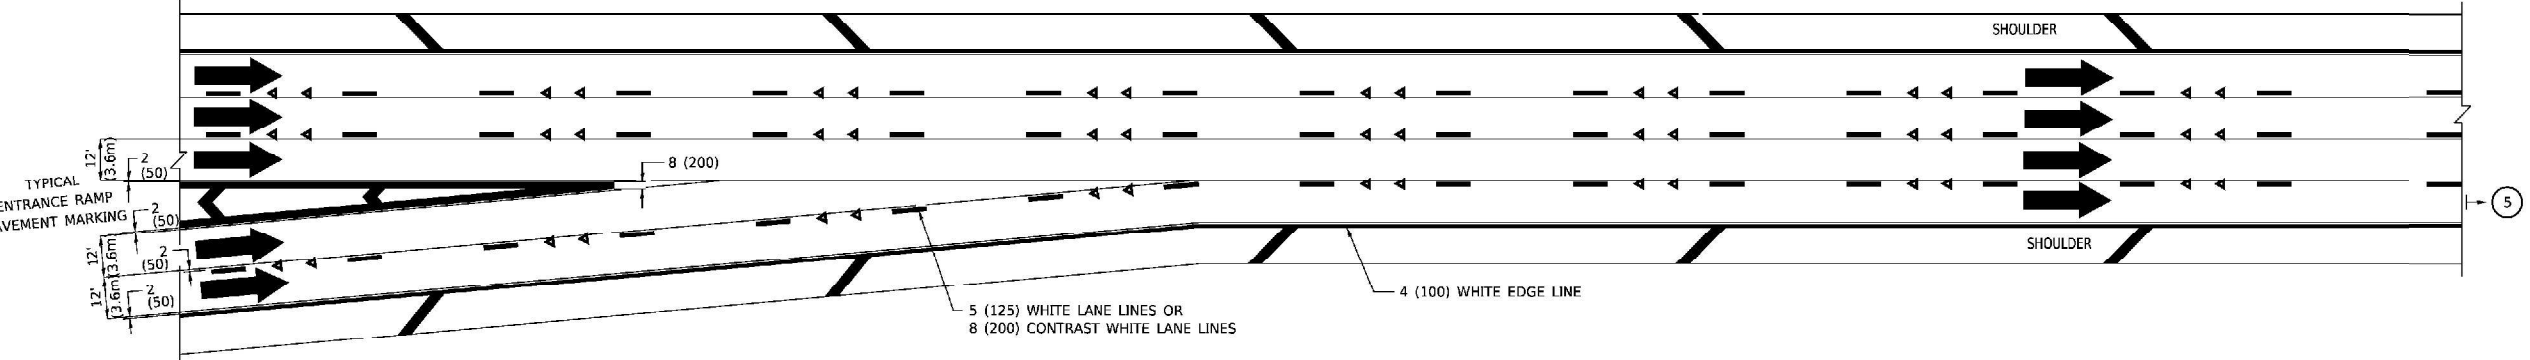 SHOULDER
12'
(3.6m)
2
(50)
8 (200)
TYPICAL
ENTRANCE RAMP
PAVEMENT MARKING
2
(50)
5
12'
(3.6m)
2
(50)
SHOULDER
12'
(3.6m)
2
(50)
4 (100) WHITE EDGE LINE
5 (125) WHITE LANE LINES OR
8 (200) CONTRAST WHITE LANE LINES